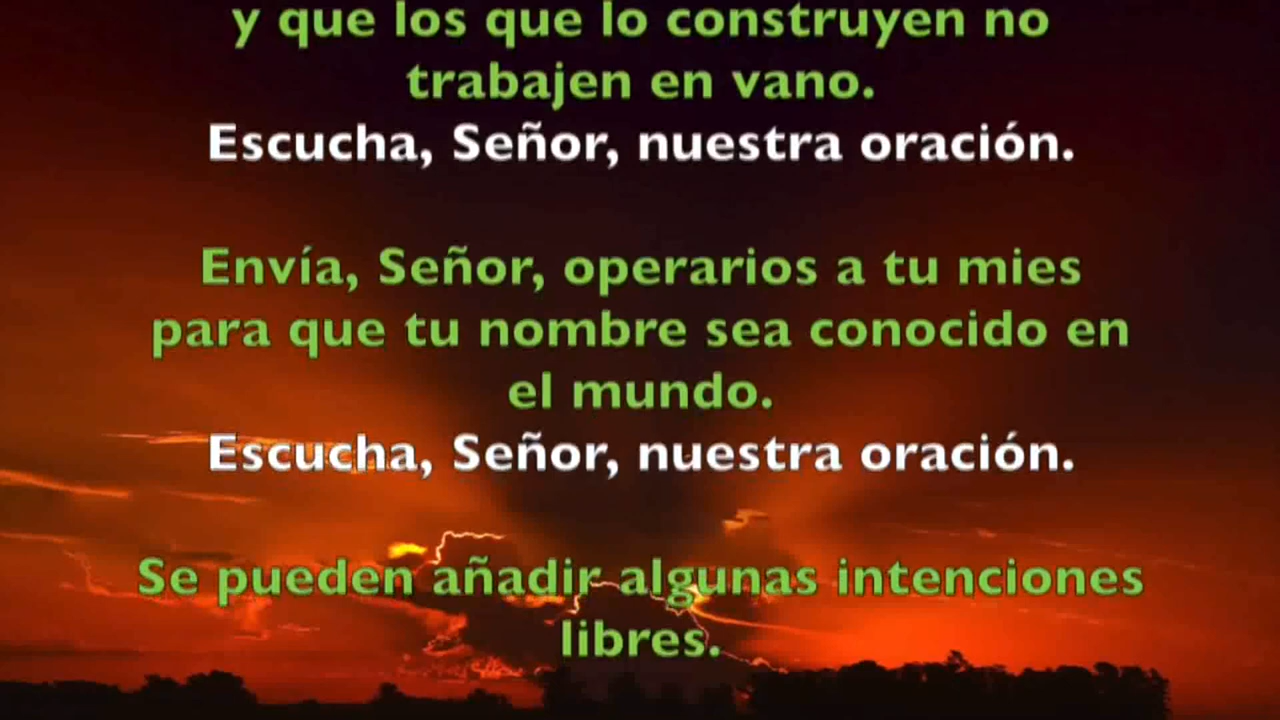 y que los que lo construyen no
trabajen en vano.
Escucha, Señor, nuestra oración.
Envía, Señor, operarios a tu mies
para que tu nombre sea conocido en
el mundo.
Escucha, Señor, nuestra oración.
Se pueden añadir algunas intenciones
libres.